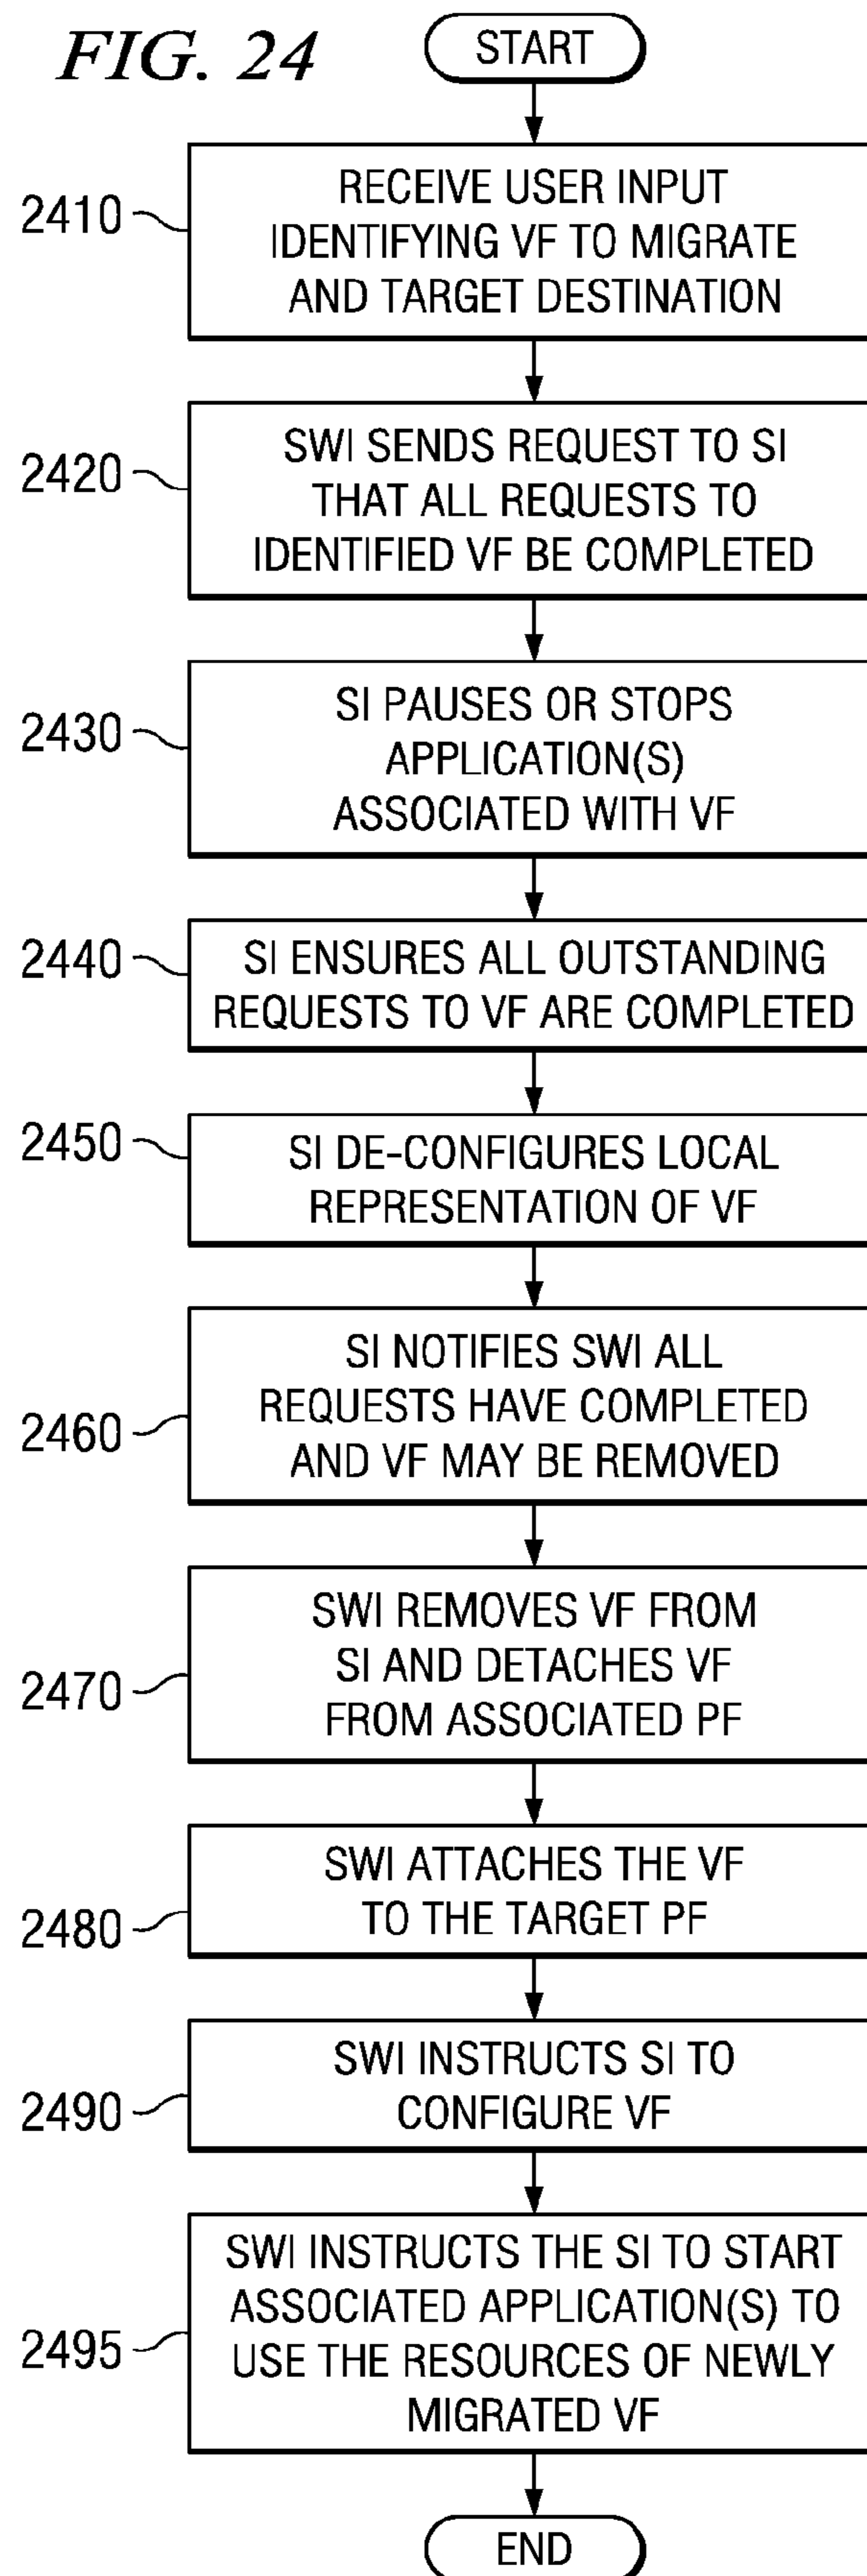 FIG. 24
START
2410
RECEIVE USER INPUT
IDENTIFYING VF TO MIGRATE
AND TARGET DESTINATION
2420
SWI SENDS REQUEST TO SI
THAT ALL REQUESTS TO
IDENTIFIED VF BE COMPLETED
2430
SI PAUSES OR STOPS
APPLICATION(S)
ASSOCIATED WITH VF
2440
SI ENSURES ALL OUTSTANDING
REQUESTS TO VF ARE COMPLETED
2450
SI DE-CONFIGURES LOCAL
REPRESENTATION OF VF
2460
SI NOTIFIES SWI ALL
REQUESTS HAVE COMPLETED
AND VF MAY BE REMOVED
2470
SWI REMOVES VF FROM
SI AND DETACHES VF
FROM ASSOCIATED PF
2480
SWI ATTACHES THE VF
TO THE TARGET PF
2490
SWI INSTRUCTS SI TO
CONFIGURE VF
2495
SWI INSTRUCTS THE SI TO START
ASSOCIATED APPLICATION(S) TO
USE THE RESOURCES OF NEWLY
MIGRATED VF
END